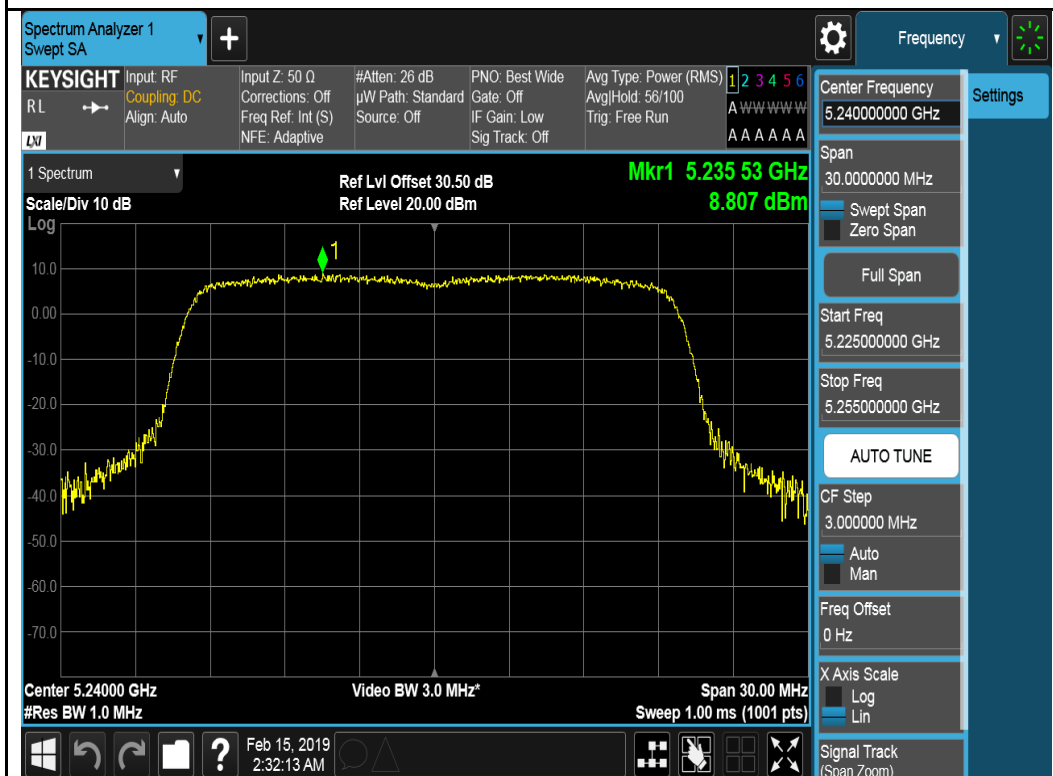 Spectrum Analyzer 1
Swept SA
+
Frequency
KEYSIGHT
R L
LXI
Input: RF
Coupling: DC
Align: Auto
Input Z: 50 Ω
Corrections: Off
Freq Ref: Int (S)
NFE: Adaptive
#Atten: 26 dB
µW Path: Standard
Source: Off
PNO: Best Wide
Gate: Off
IF Gain: Low
Sig Track: Off
Avg Type: Power (RMS)
Avg|Hold: 56/100
Trig: Free Run
1 2 3 4 5 6
A W W W W W
A A A A A A
1 Spectrum
Scale/Div 10 dB
Log
Ref Lvl Offset 30.50 dB
Ref Level 20.00 dBm
Mkr1 5.235 53 GHz
8.807 dBm
1
10.0
0.00
-10.0
-20.0
-30.0
-40.0
-50.0
-60.0
-70.0
Center 5.24000 GHz
#Res BW 1.0 MHz
Video BW 3.0 MHz*
Span 30.00 MHz
Sweep 1.00 ms (1001 pts)
?
Feb 15, 2019
2:32:13 AM
Center Frequency
5.240000000 GHz
Span
30.0000000 MHz
Swept Span
Zero Span
Full Span
Start Freq
5.225000000 GHz
Stop Freq
5.255000000 GHz
AUTO TUNE
CF Step
3.000000 MHz
Auto
Man
Freq Offset
0 Hz
X Axis Scale
Log
Lin
Signal Track
(Span Zoom)
Settings